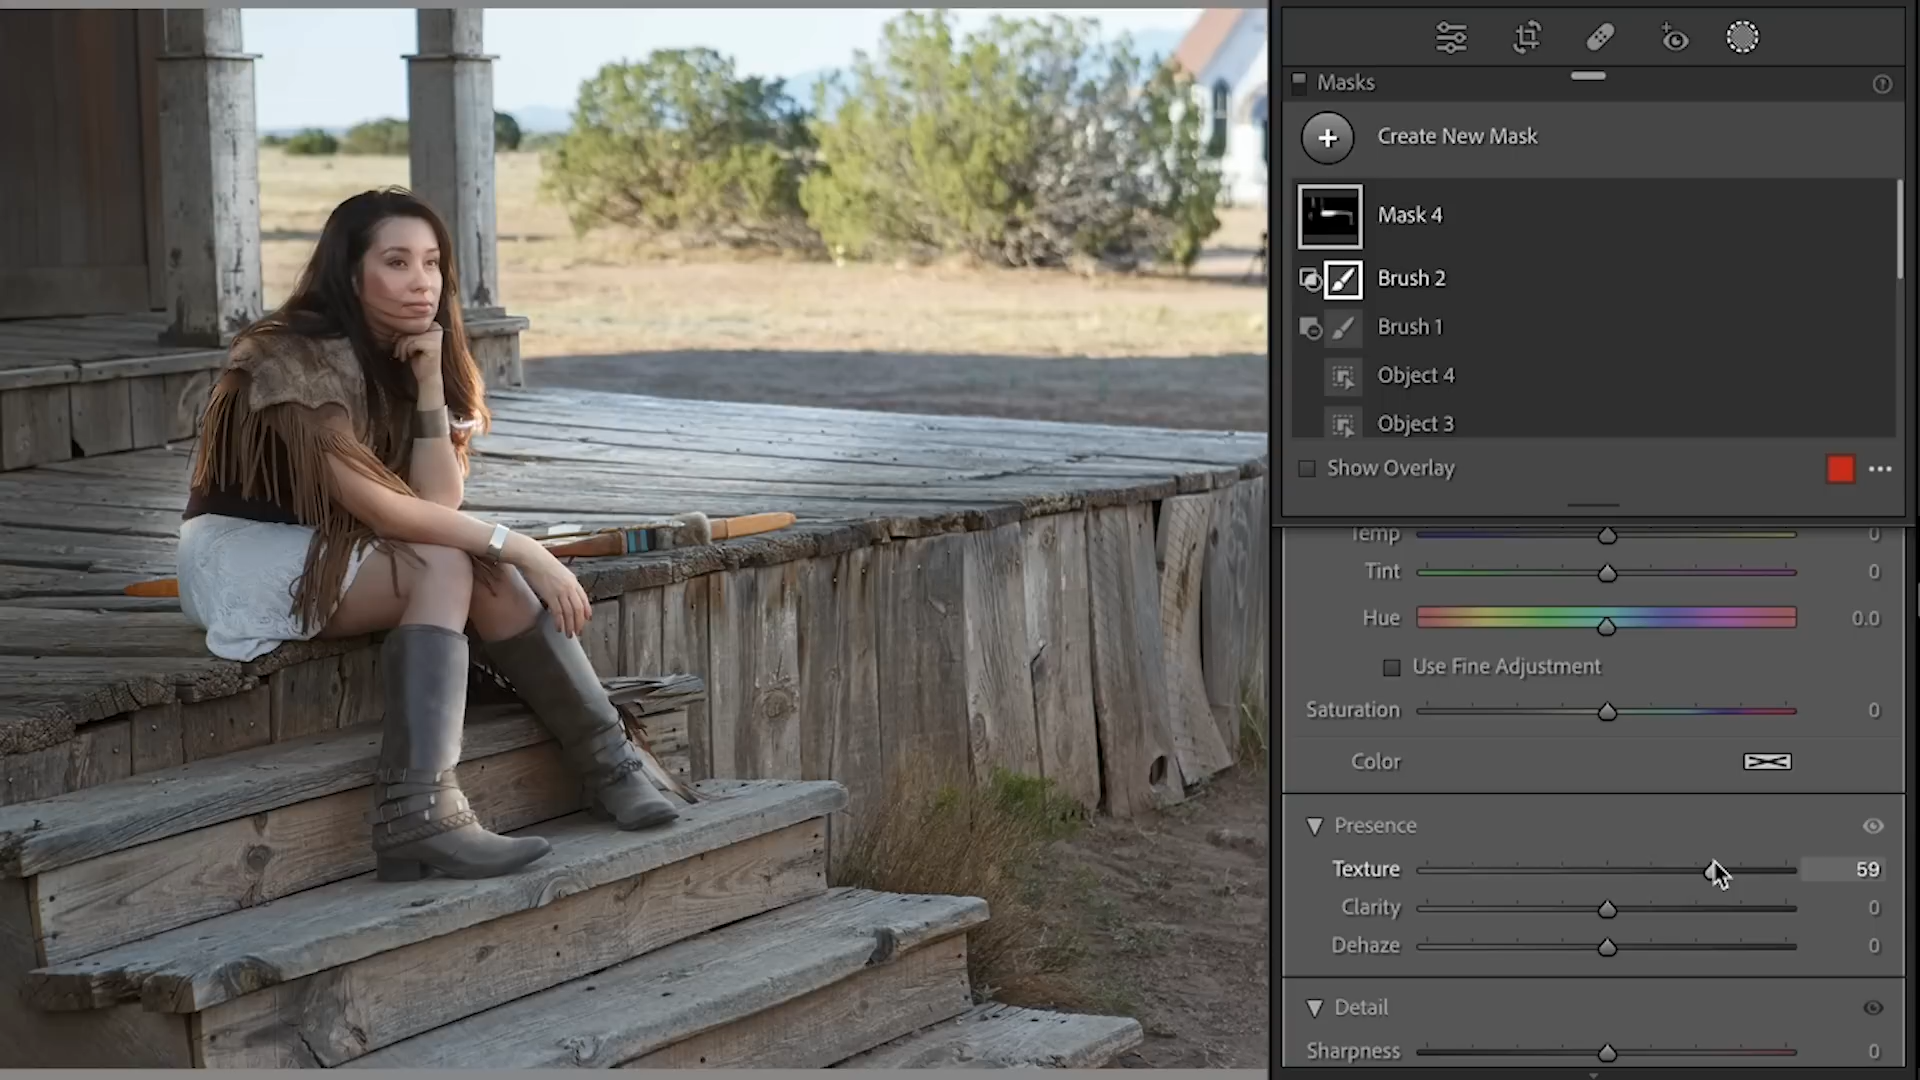 Masks
Create New Mask
Mask 4
Brush 2
Brush 1
Object 4
Object 3
Show Overlay
Temp 0
Tint 0
Hue 0.0
Use Fine Adjustment
Saturation 0
Color
Presence
Texture 59
Clarity 0
Dehaze 0
Detail
Sharpness 0